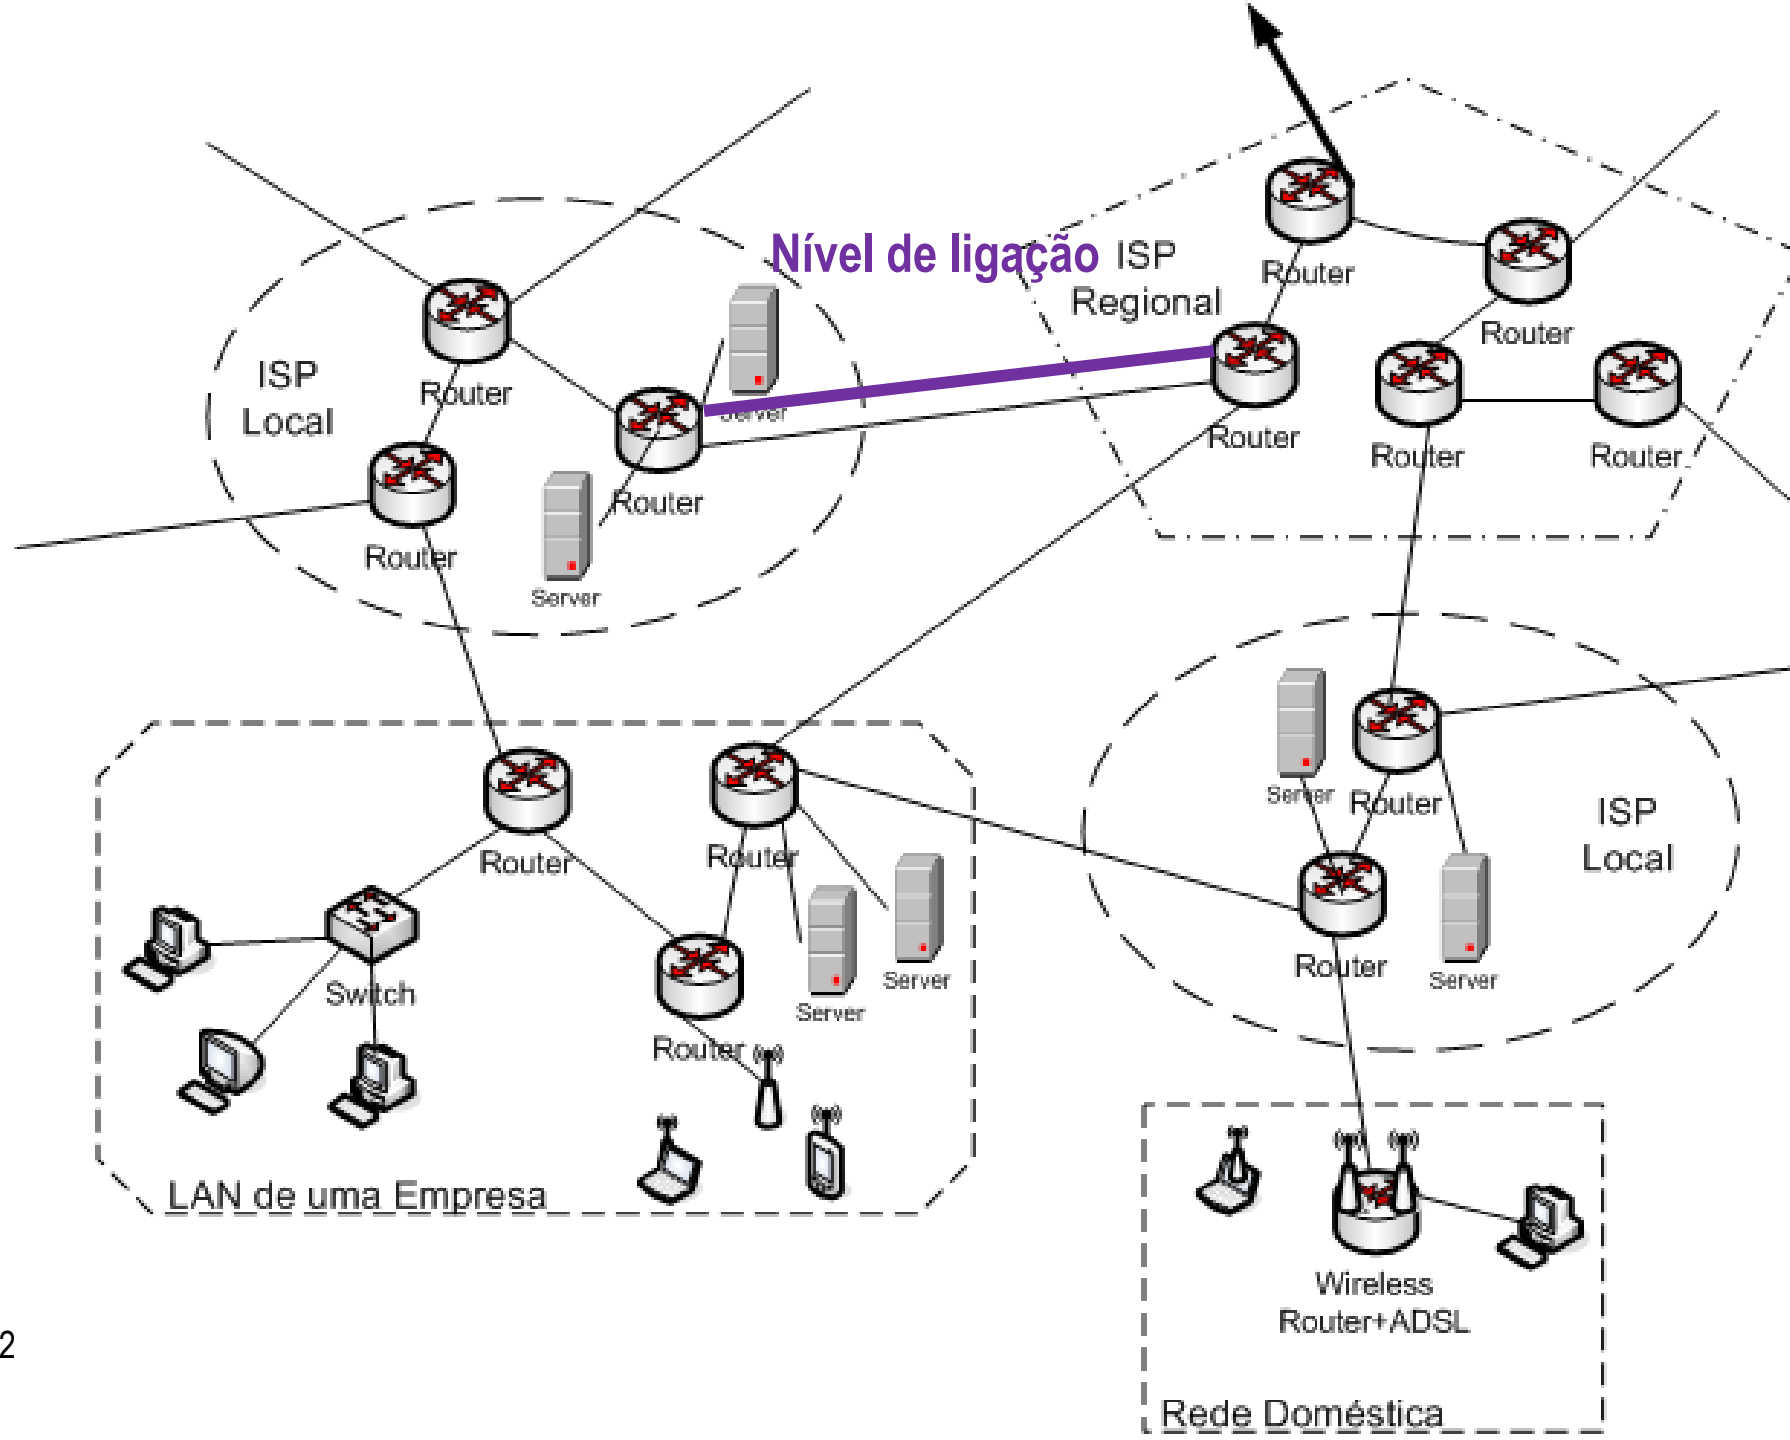 Nível de ligação
ISP
Regional
Router
Router
ISP
Local
Router
Server
Router
Router
Router
Router
Router
Router
Server
Server
Router
ISP
Local
Router
Router
Switch
Router
Server
Server
Router
Server
LAN de uma Empresa
Wireless
Router+ADSL
2
Rede Doméstica